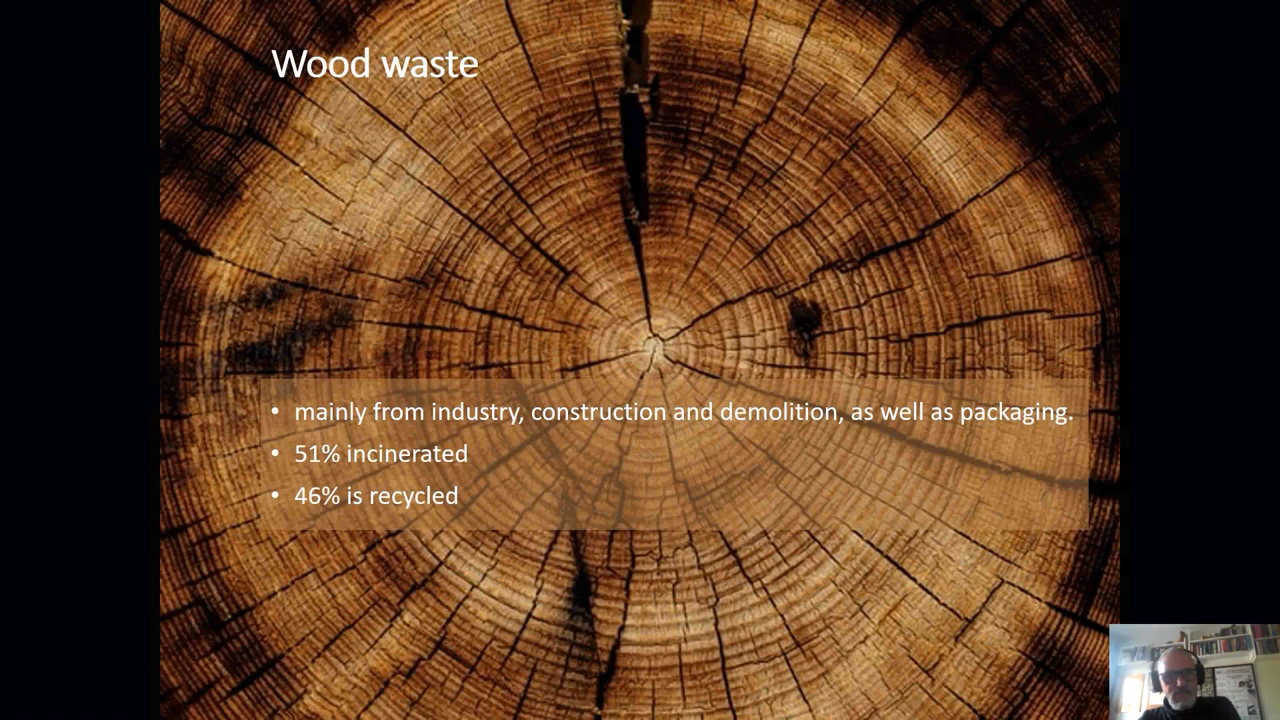 Wood waste
• mainly from industry, construction and demolition, as well as packaging.
• 51% incinerated
• 46% is recycled